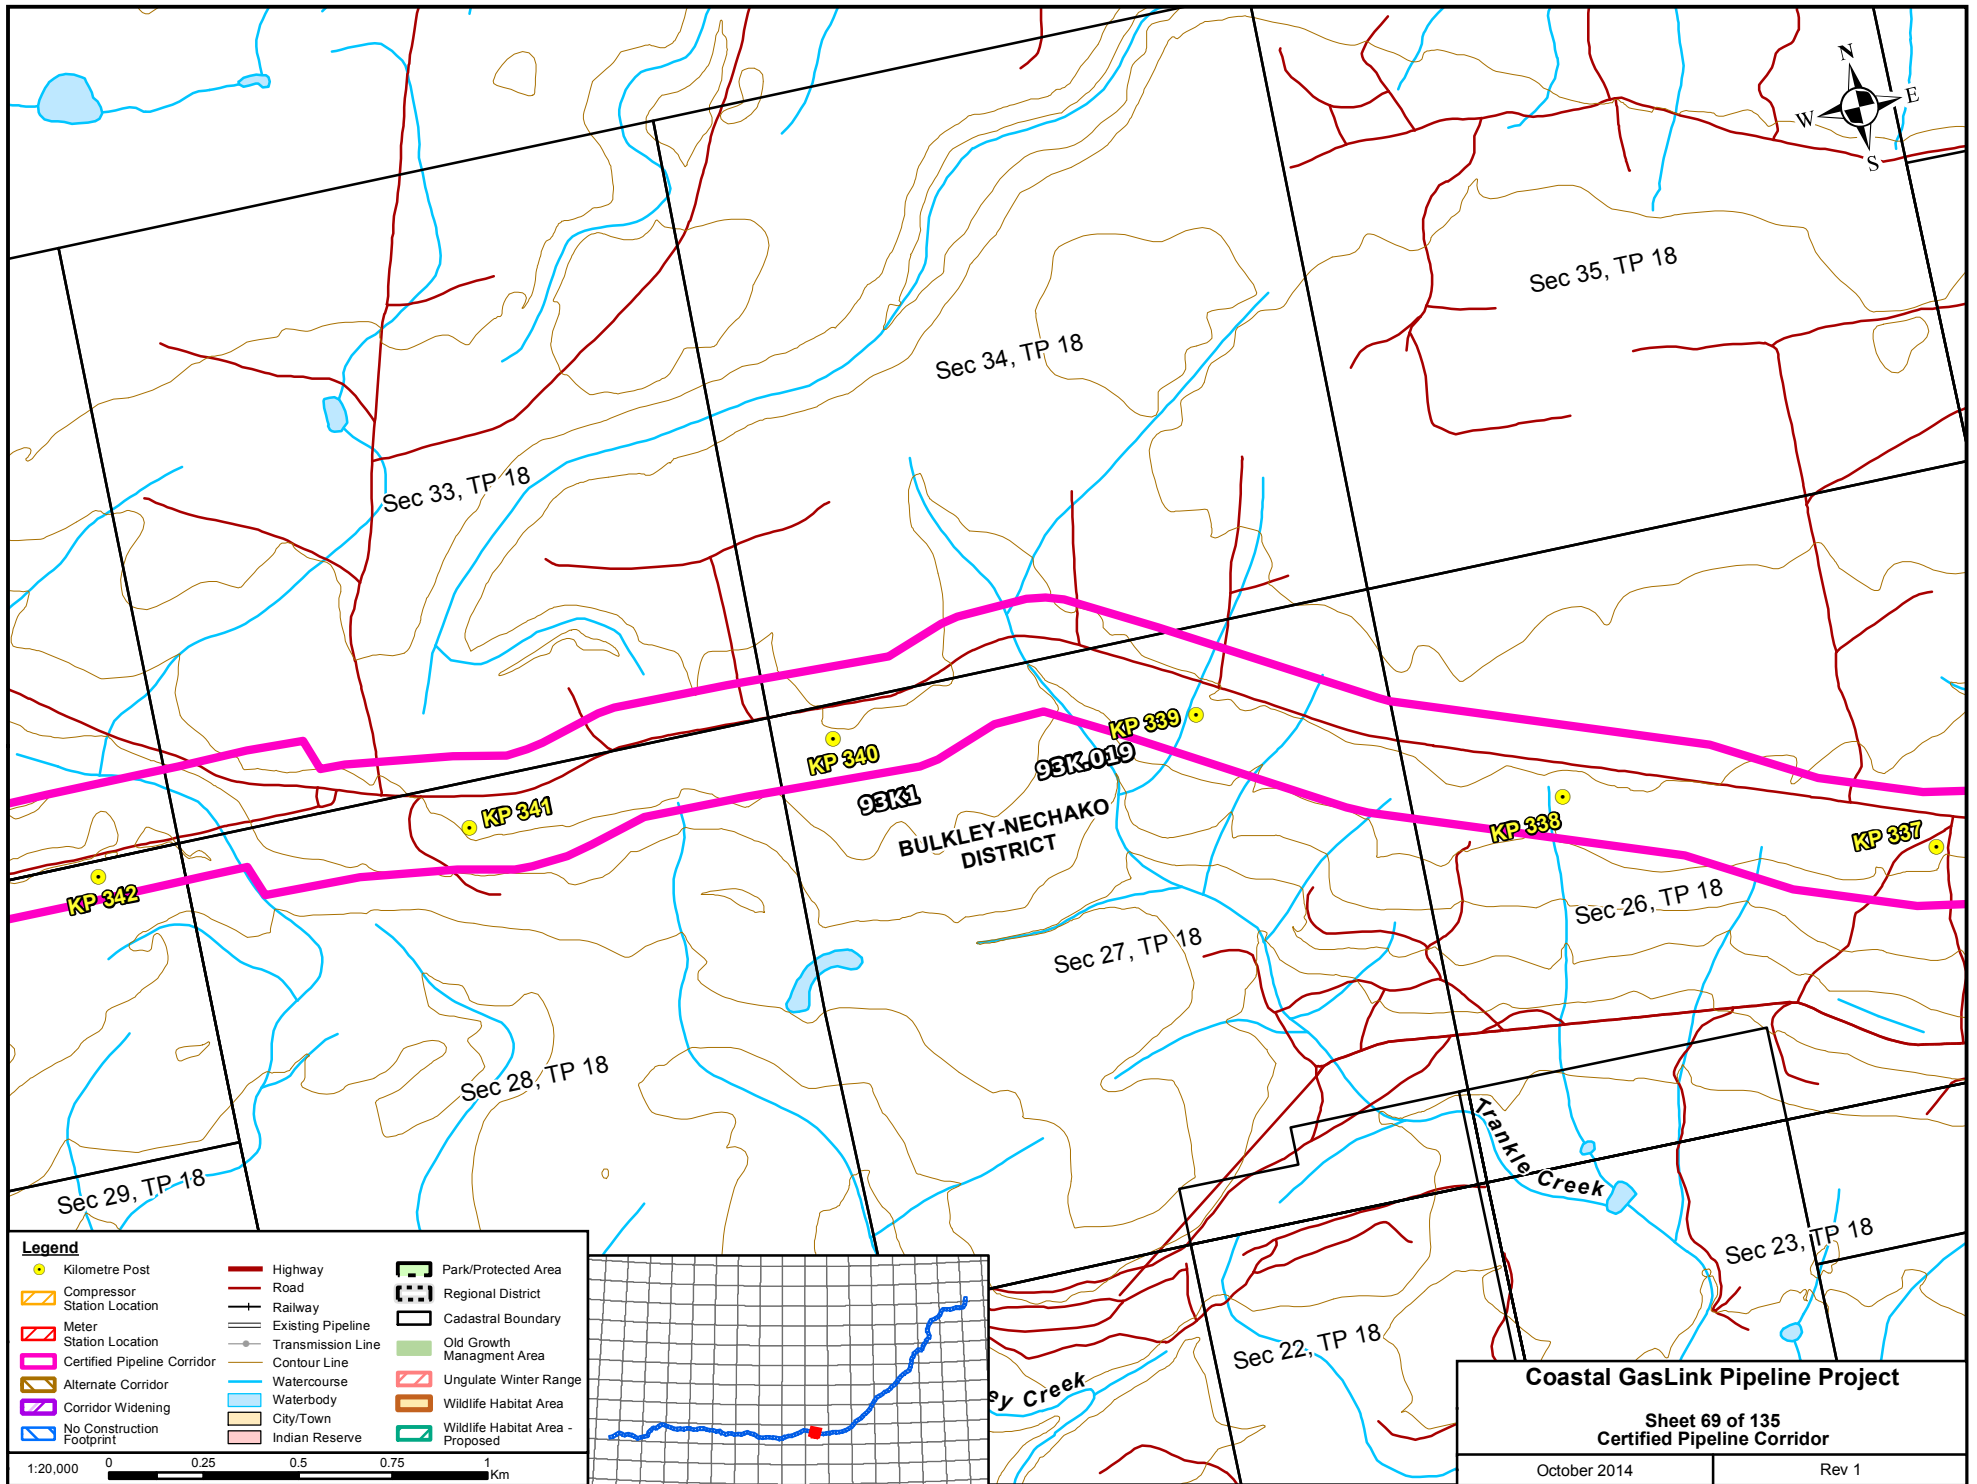 N
W
E
S
Sec 35, TP 18
Sec 34, TP 18
Sec 33, TP 18
KP 339
KP 340
93K.019
93K1
KP 341
BULKLEY-NECHAKO
DISTRICT
KP 338
KP 337
KP 342
Sec 26, TP 18
Sec 27, TP 18
Sec 28, TP 18
Trankle Creek
Sec 29, TP 18
Sec 23, TP 18
Sec 22, TP 18
ey Creek
Legend
Kilometre Post
Compressor
Station Location
Meter
Station Location
Certified Pipeline Corridor
Alternate Corridor
Corridor Widening
No Construction
Footprint
Highway
Road
Railway
Existing Pipeline
Transmission Line
Contour Line
Watercourse
Waterbody
City/Town
Indian Reserve
Park/Protected Area
Regional District
Cadastral Boundary
Old Growth
Managment Area
Ungulate Winter Range
Wildlife Habitat Area
Wildlife Habitat Area -
Proposed
1:20,000
0 0.25 0.5 0.75 1
Km
Coastal GasLink Pipeline Project
Sheet 69 of 135
Certified Pipeline Corridor
October 2014
Rev 1